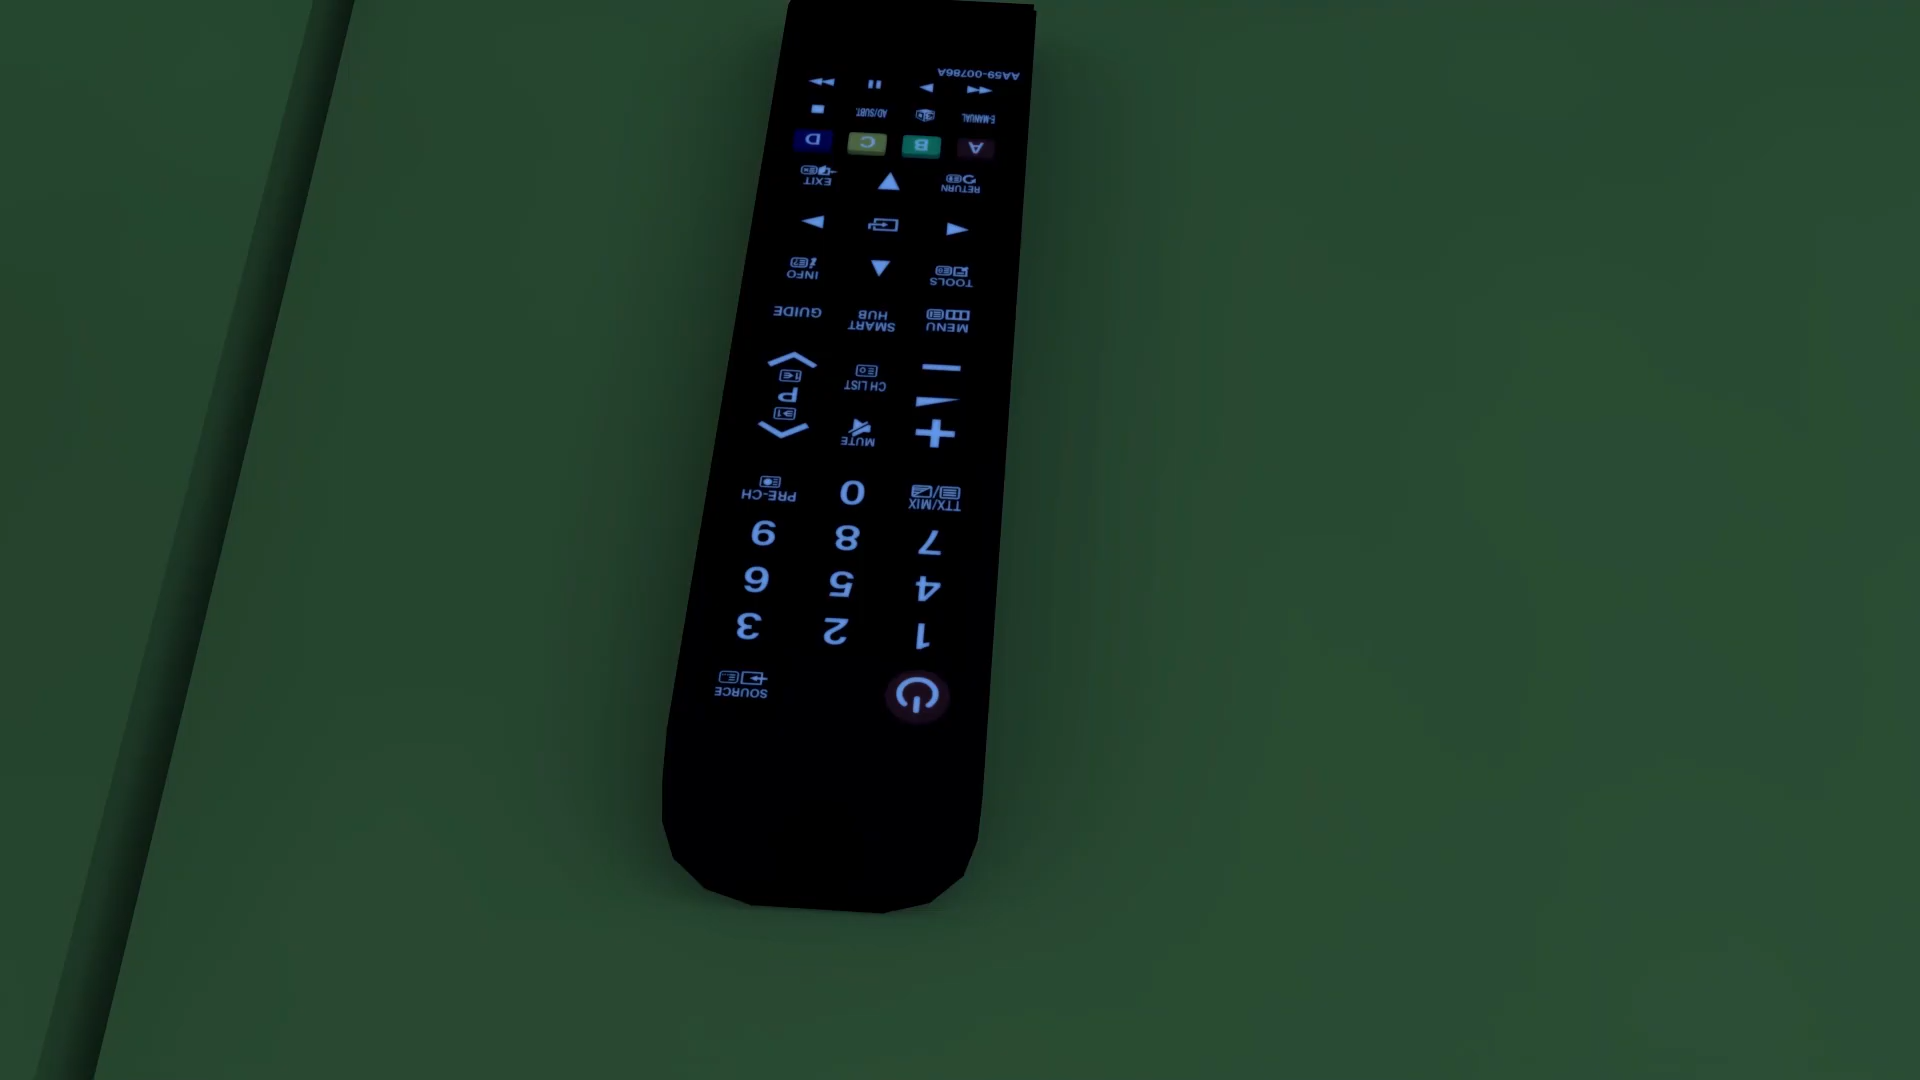 SOURCE
1 2 3
4 5 6
7 8 9
TTX/MIX 0 PRE-CH
MUTE
P
CH LIST
MENU SMART HUB GUIDE
TOOLS INFO
RETURN EXIT
A B C D
E-MANUAL AD/SUBT.
AA59-00786A